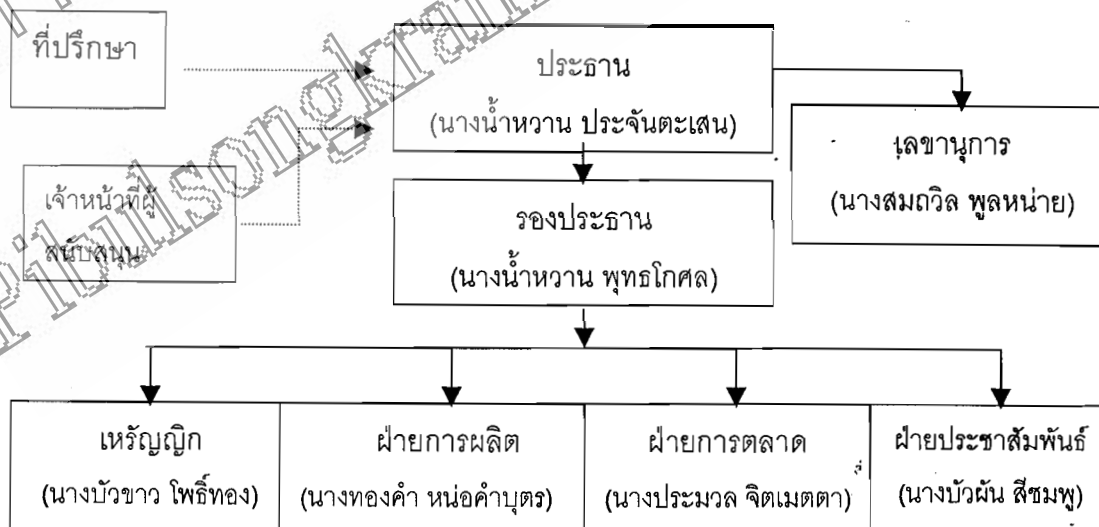 ที่ปรึกษา
ประธาน
(นางน้ำหวาน ประจันตะเสน)
เลขานุการ
(นางสมถวิล พูลหน่าย)
เจ้าหน้าที่ผู้
สนับสนุน
รองประธาน
(นางน้ำหวาน พุทธโกศล)
เหรัญญิก
(นางบัวขาว โพธิ์ทอง)
ฝ่ายการผลิต
(นางทองคำ หน่อคำบุตร)
ฝ่ายการตลาด
(นางประมวล จิตเมตตา)
ฝ่ายประชาสัมพันธ์
(นางบัวผัน สีชมพู)
Pibulsongkram